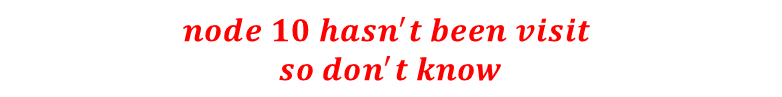 node 10 hasn't been visit
so don't know